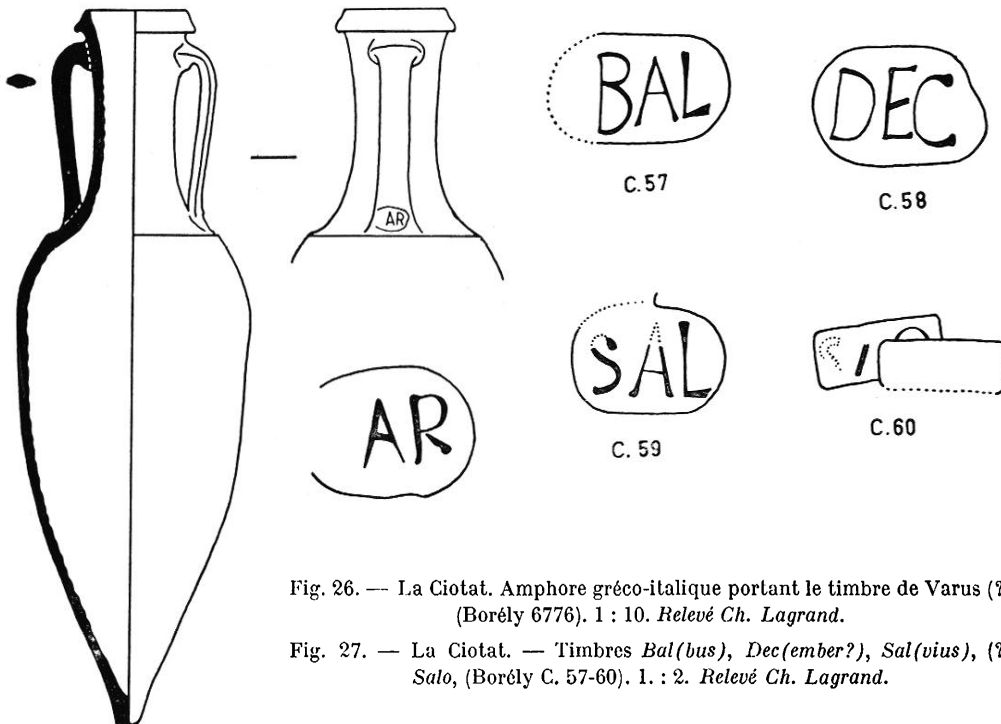 BAL
DEC
C.57
C.58
AR
SAL
AR
C. 59
C.60
Fig. 26. — La Ciotat. Amphore gréco-italique portant le timbre de Varus (?
(Borély 6776). 1 : 10. Relevé Ch. Lagrand.
Fig. 27. — La Ciotat. — Timbres Bal(bus), Dec(ember?), Sal(vius), (?
Salo, (Borély C. 57-60). 1. : 2. Relevé Ch. Lagrand.